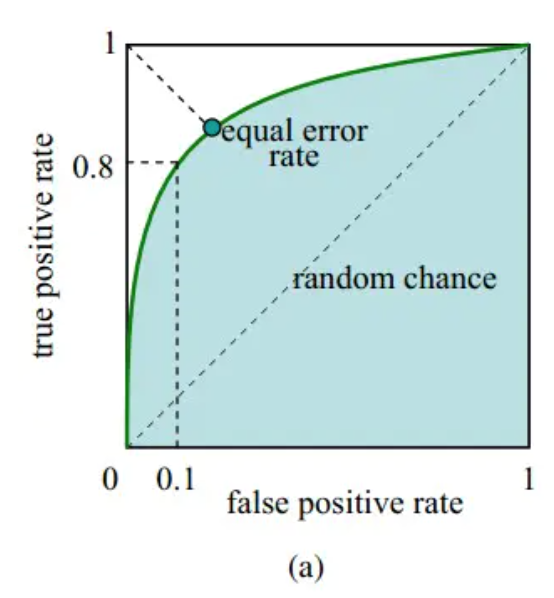 1
equal error
rate
0.8
true positive rate
random chance
0
0.1
1
false positive rate
(a)